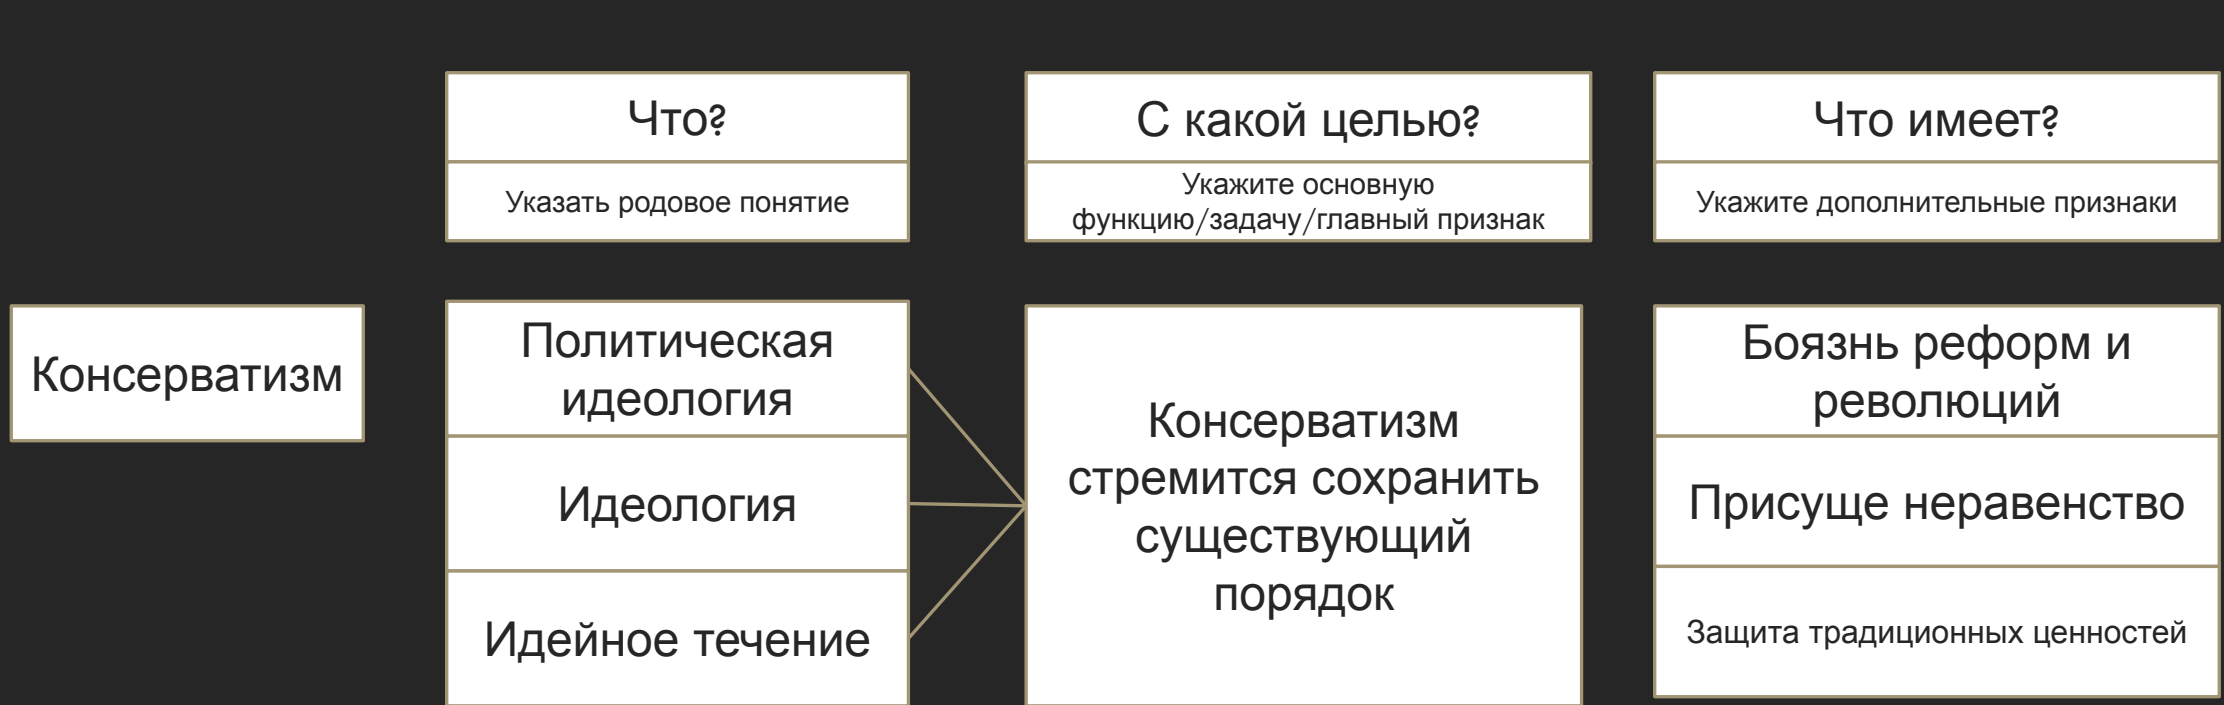 Что?
Указать родовое понятие
С какой целью?
Укажите основную
функцию/задачу/главный признак
Что имеет?
Укажите дополнительные признаки
Консерватизм
Политическая
идеология
Идеология
Идейное течение
Консерватизм
стремится сохранить
существующий
порядок
Боязнь реформ и
революций
Присуще неравенство
Защита традиционных ценностей